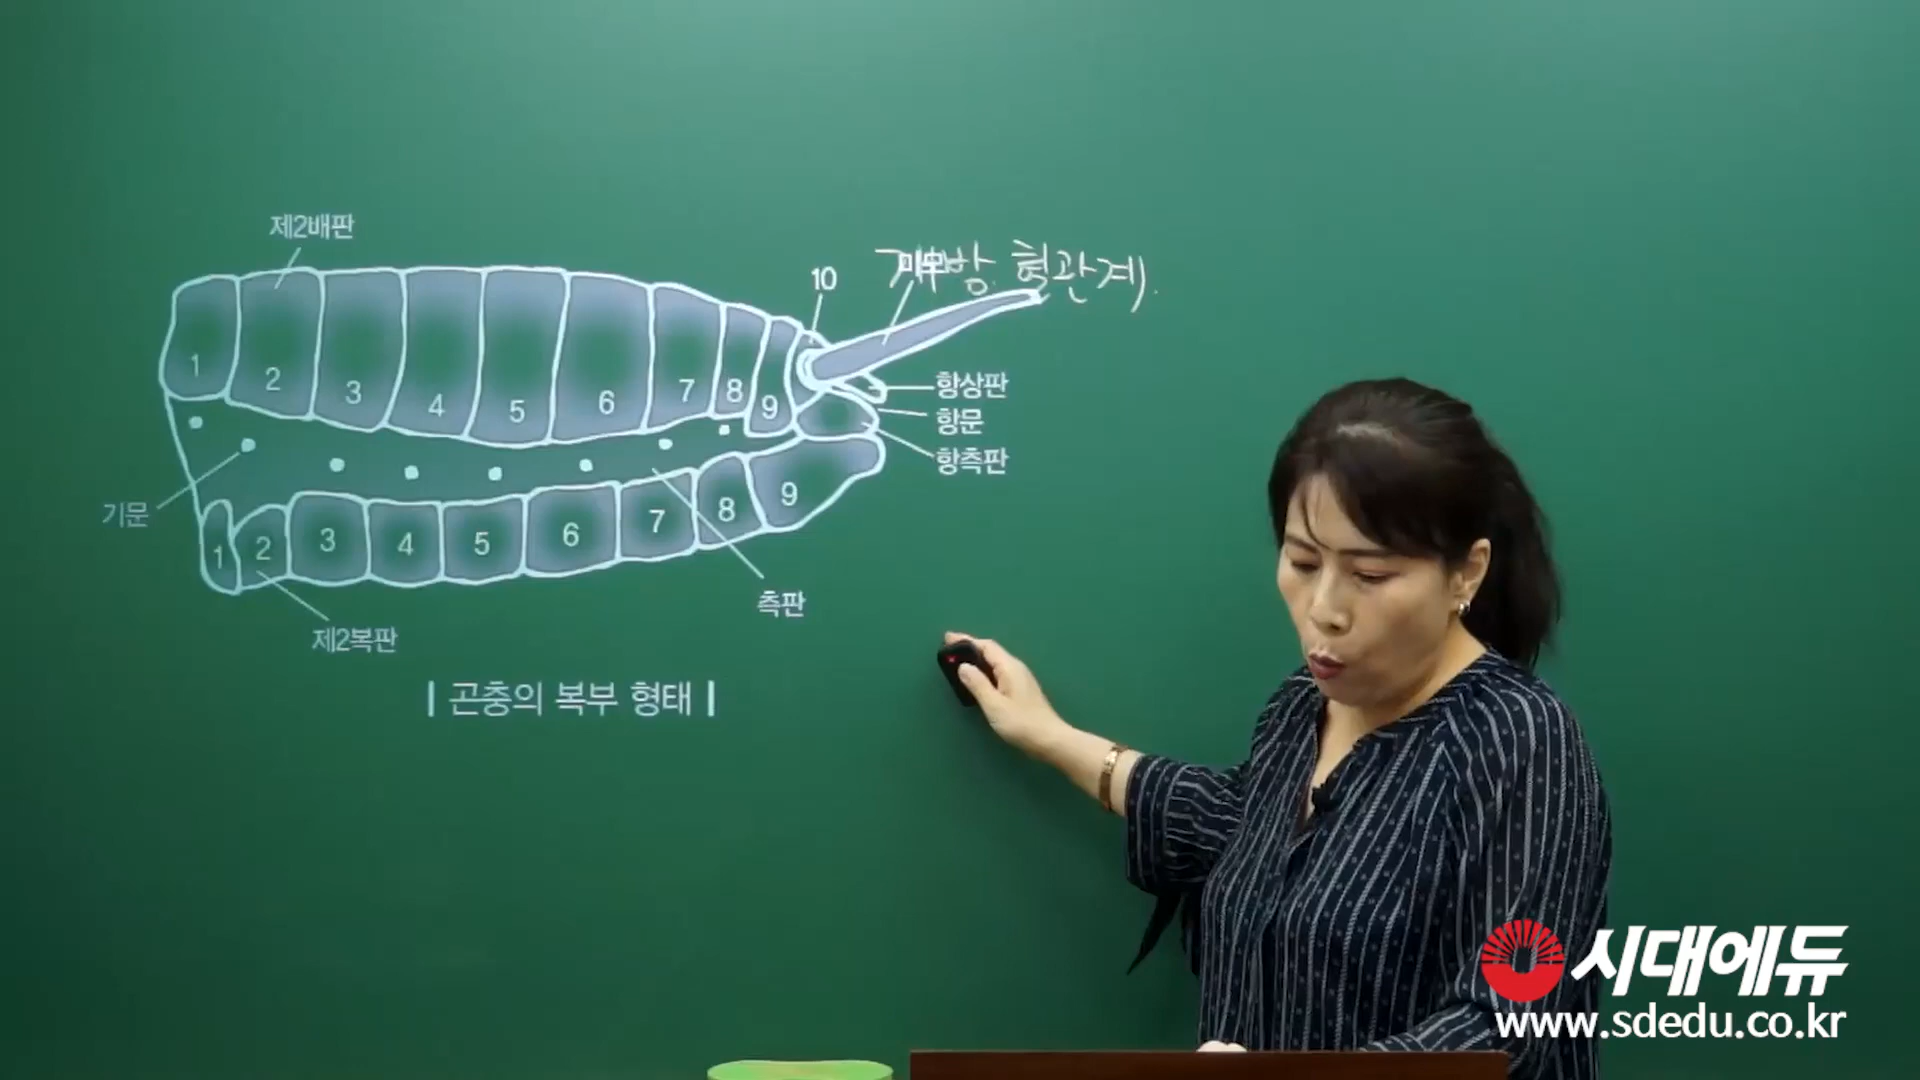 제2배판
10
개방 혈관계.
1 2 3 4 5 6 7 8 9
항상판
항문
항측판
기문
1 2 3 4 5 6 7 8 9
측판
제2복판
| 곤충의 복부 형태 |
시대에듀
www.sdedu.co.kr